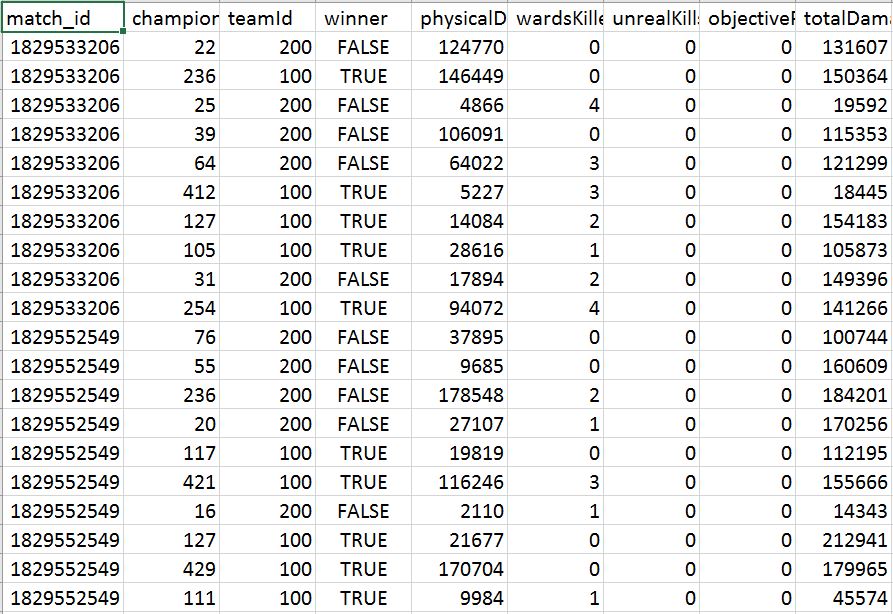 match_id champion teamId winner physicalD wardsKille unrealKill objectiveP totalDama
1829533206 22 200 FALSE 124770 0 0 0 131607
1829533206 236 100 TRUE 146449 0 0 0 150364
1829533206 25 200 FALSE 4866 4 0 0 19592
1829533206 39 200 FALSE 106091 0 0 0 115353
1829533206 64 200 FALSE 64022 3 0 0 121299
1829533206 412 100 TRUE 5227 3 0 0 18445
1829533206 127 100 TRUE 14084 2 0 0 154183
1829533206 105 100 TRUE 28616 1 0 0 105873
1829533206 31 200 FALSE 17894 2 0 0 149396
1829533206 254 100 TRUE 94072 4 0 0 141266
1829552549 76 200 FALSE 37895 0 0 0 100744
1829552549 55 200 FALSE 9685 0 0 0 160609
1829552549 236 200 FALSE 178548 2 0 0 184201
1829552549 20 200 FALSE 27107 1 0 0 170256
1829552549 117 100 TRUE 19819 0 0 0 112195
1829552549 421 100 TRUE 116246 3 0 0 155666
1829552549 16 200 FALSE 2110 1 0 0 14343
1829552549 127 100 TRUE 21677 0 0 0 212941
1829552549 429 100 TRUE 170704 0 0 0 179965
1829552549 111 100 TRUE 9984 1 0 0 45574